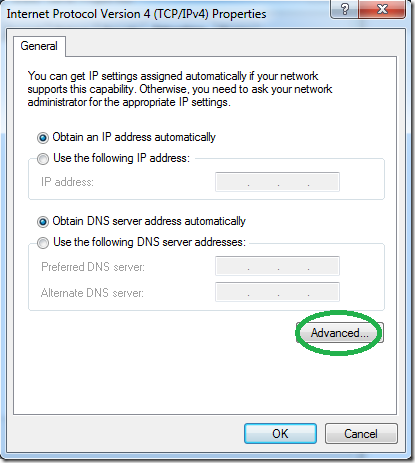 Internet Protocol Version 4 (TCP/IPv4) Properties
General
You can get IP settings assigned automatically if your network
supports this capability. Otherwise, you need to ask your network
administrator for the appropriate IP settings.
Obtain an IP address automatically
Use the following IP address:
IP address:
Obtain DNS server address automatically
Use the following DNS server addresses:
Preferred DNS server:
Alternate DNS server:
Advanced...
OK
Cancel